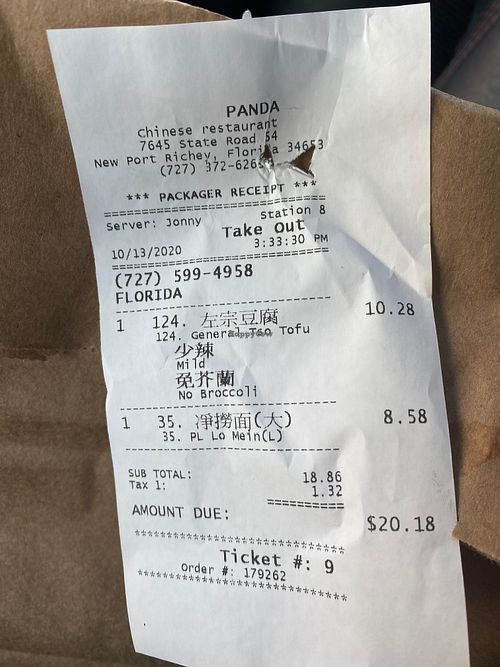 PANDA
Chinese restaurant
7645 State Road 54
New Port Richey, Florida 34653
(727) 372-626
*** PACKAGER RECEIPT ***
Server: Jonny Station 8
Take Out
10/13/2020 3:33:30 PM
(727) 599-4958
FLORIDA
1 124. 左宗豆腐 10.28
124. General Tso Tofu
少辣
Mild
免芥蘭
No Broccoli
1 35. 淨撈面(大) 8.58
35. PL Lo Mein(L)
SUB TOTAL: 18.86
Tax 1: 1.32
AMOUNT DUE: $20.18
Ticket #: 9
Order #: 179262